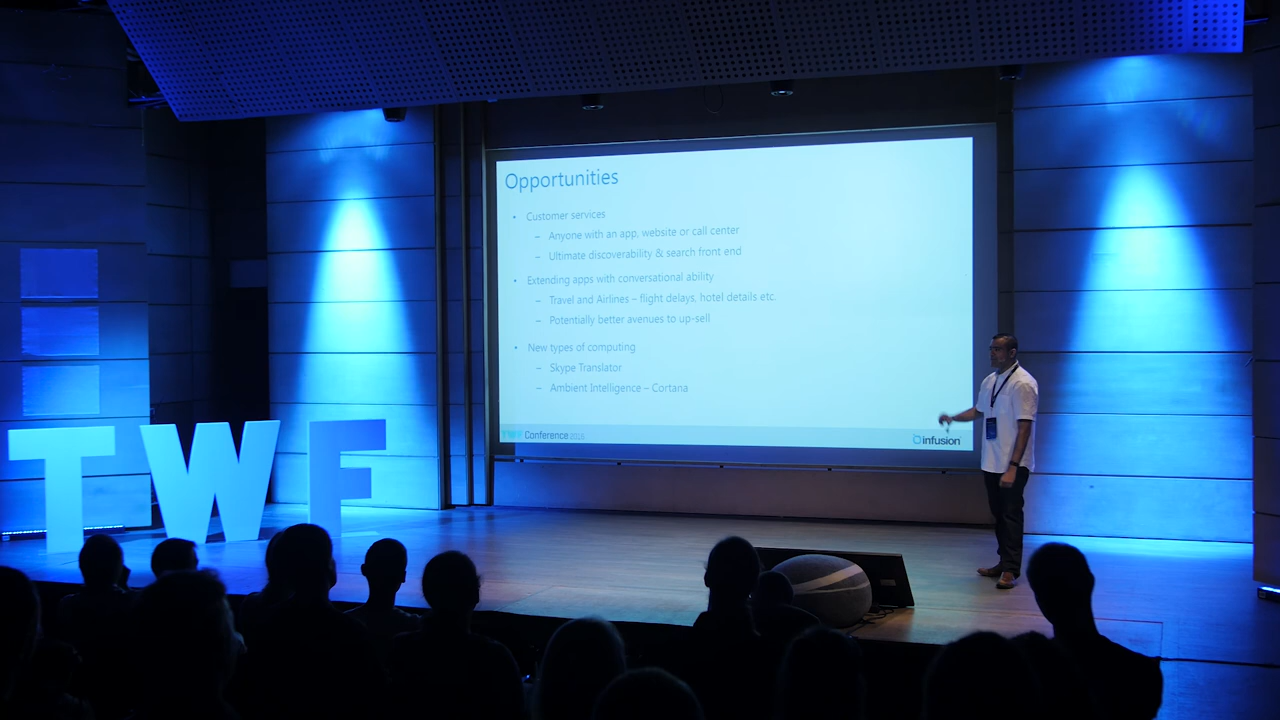 Opportunities
• Customer services
– Anyone with an app, website or call center
– Ultimate discoverability & search front end
• Extending apps with conversational ability
– Travel and Airlines – flight delays, hotel details etc.
– Potentially better avenues to up-sell
• New types of computing
– Skype Translator
– Ambient Intelligence – Cortana
TWF Conference 2016
infusion
TWF